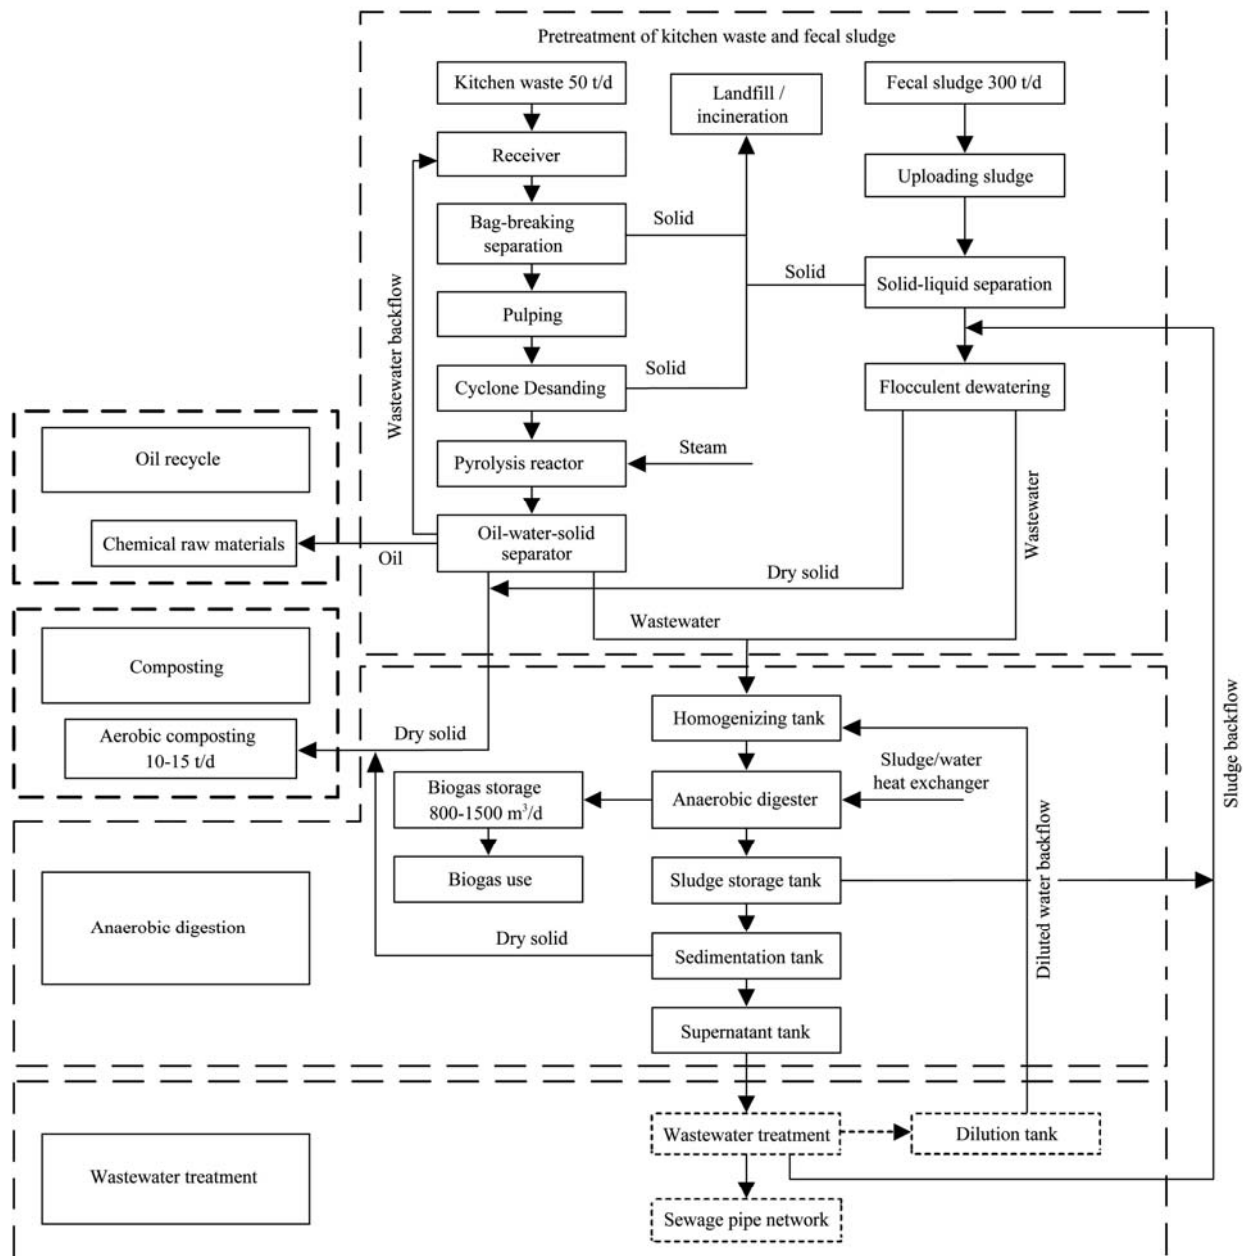 Pretreatment of kitchen waste and fecal sludge
Kitchen waste 50 t/d
Landfill /
incineration
Fecal sludge 300 t/d
Receiver
Uploading sludge
Bag-breaking
separation
Solid
Solid
Solid-liquid separation
Pulping
Wastewater backflow
Cyclone Desanding
Solid
Flocculent dewatering
Oil recycle
Pyrolysis reactor
Steam
Wastewater
Chemical raw materials
Oil
Oil-water-solid
separator
Dry solid
Wastewater
Composting
Homogenizing tank
Aerobic composting
10-15 t/d
Dry solid
Biogas storage
800-1500 m³/d
Anaerobic digester
Sludge/water
heat exchanger
Sludge backflow
Biogas use
Sludge storage tank
Diluted water backflow
Anaerobic digestion
Dry solid
Sedimentation tank
Supernatant tank
Wastewater treatment
Dilution tank
Wastewater treatment
Sewage pipe network